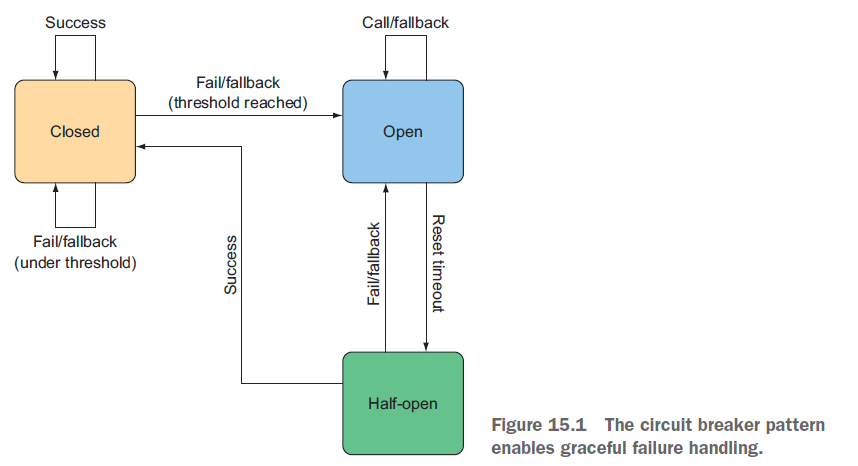 Success
Call/fallback
Fail/fallback
(threshold reached)
Closed
Open
Fail/fallback
(under threshold)
Success
Fail/fallback
Reset timeout
Half-open
Figure 15.1 The circuit breaker pattern
enables graceful failure handling.